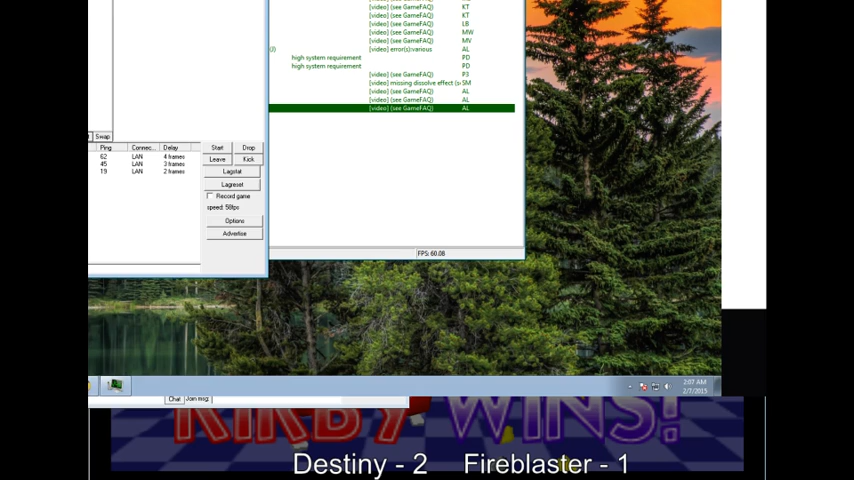 [video] (see GameFAQ) KT
[video] (see GameFAQ) KT
[video] (see GameFAQ) LB
[video] (see GameFAQ) MW
[video] (see GameFAQ) MV
(J) [video] error(s):various AL
high system requirement PD
high system requirement PD
[video] (see GameFAQ) P3
[video] missing dissolve effect (s SM
[video] (see GameFAQ) AL
[video] (see GameFAQ) AL
[video] (see GameFAQ) AL
Swap
Ping Connec... Delay
62 LAN 4 frames
45 LAN 3 frames
19 LAN 2 frames
Start Drop
Leave Kick
Lagstat
Lagreset
Record game
speed: 58fps
Options
Advertise
FPS: 60.08
2:07 AM
2/7/2015
Chat Join msg
KIRBY WINS!
Destiny - 2 Fireblaster - 1